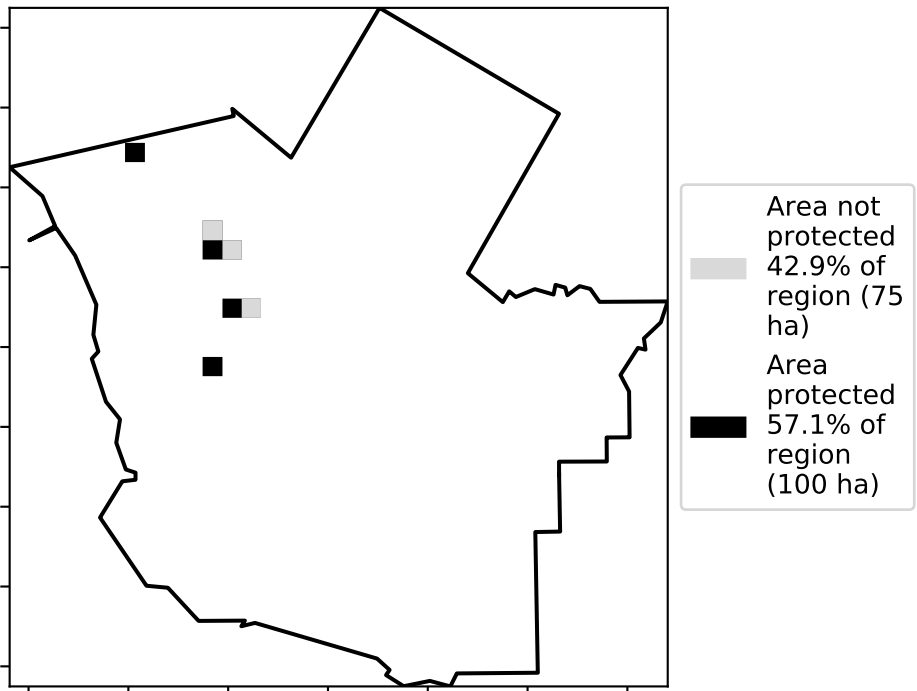 Area not
protected
42.9% of
region (75
ha)
Area
protected
57.1% of
region
(100 ha)